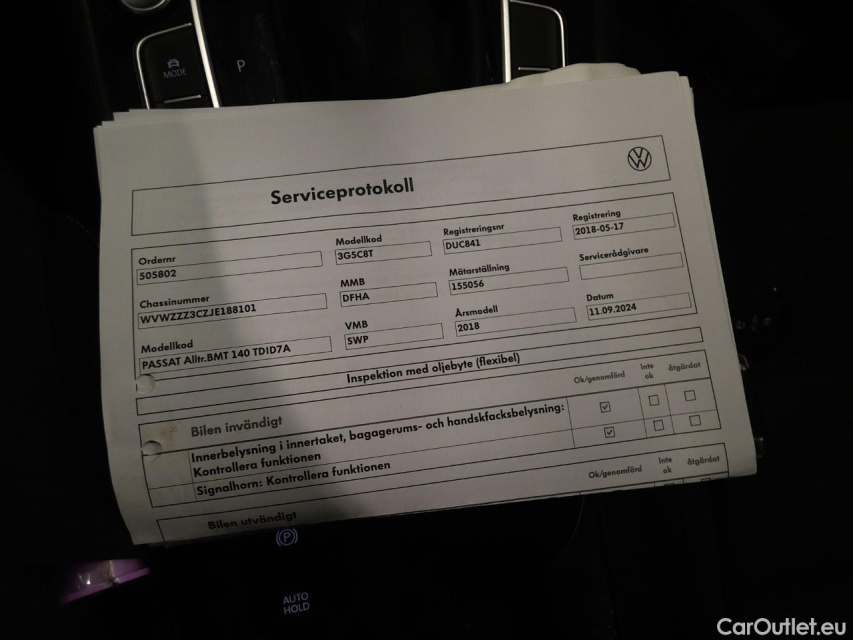 MODE
P
Serviceprotokoll
Ordernr
505802
Modellkod
3G5C8T
Registreringsnr
DUC841
Registrering
2018-05-17
Chassinummer
WVWZZZ3CZJE188101
MMB
DFHA
Mätarställning
155056
Servicerådgivare
Modellkod
PASSAT Alltr.BMT 140 TDID7A
VMB
SWP
Årsmodell
2018
Datum
11.09.2024
Inspektion med oljebyte (flexibel)
Bilen invändigt
Ok/genomförd
Inte
ok
åtgärdat
Innerbelysning i innertaket, bagagerums- och handskfacksbelysning:
Kontrollera funktionen
Signalhorn: Kontrollera funktionen
Bilen utvändigt
Ok/genomförd
Inte
ok
åtgärdat
P
AUTO
HOLD
CarOutlet.eu